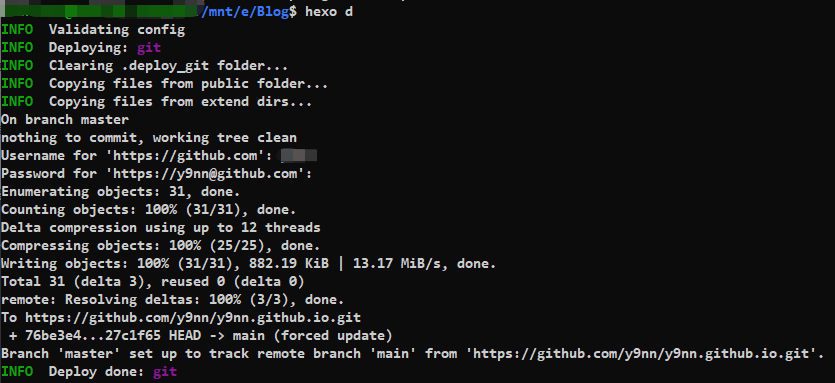 /mnt/e/Blog$ hexo d
INFO  Validating config
INFO  Deploying: git
INFO  Clearing .deploy_git folder...
INFO  Copying files from public folder...
INFO  Copying files from extend dirs...
On branch master
nothing to commit, working tree clean
Username for 'https://github.com':
Password for 'https://y9nn@github.com':
Enumerating objects: 31, done.
Counting objects: 100% (31/31), done.
Delta compression using up to 12 threads
Compressing objects: 100% (25/25), done.
Writing objects: 100% (31/31), 882.19 KiB | 13.17 MiB/s, done.
Total 31 (delta 3), reused 0 (delta 0)
remote: Resolving deltas: 100% (3/3), done.
To https://github.com/y9nn/y9nn.github.io.git
 + 76be3e4...27c1f65 HEAD -> main (forced update)
Branch 'master' set up to track remote branch 'main' from 'https://github.com/y9nn/y9nn.github.io.git'.
INFO  Deploy done: git